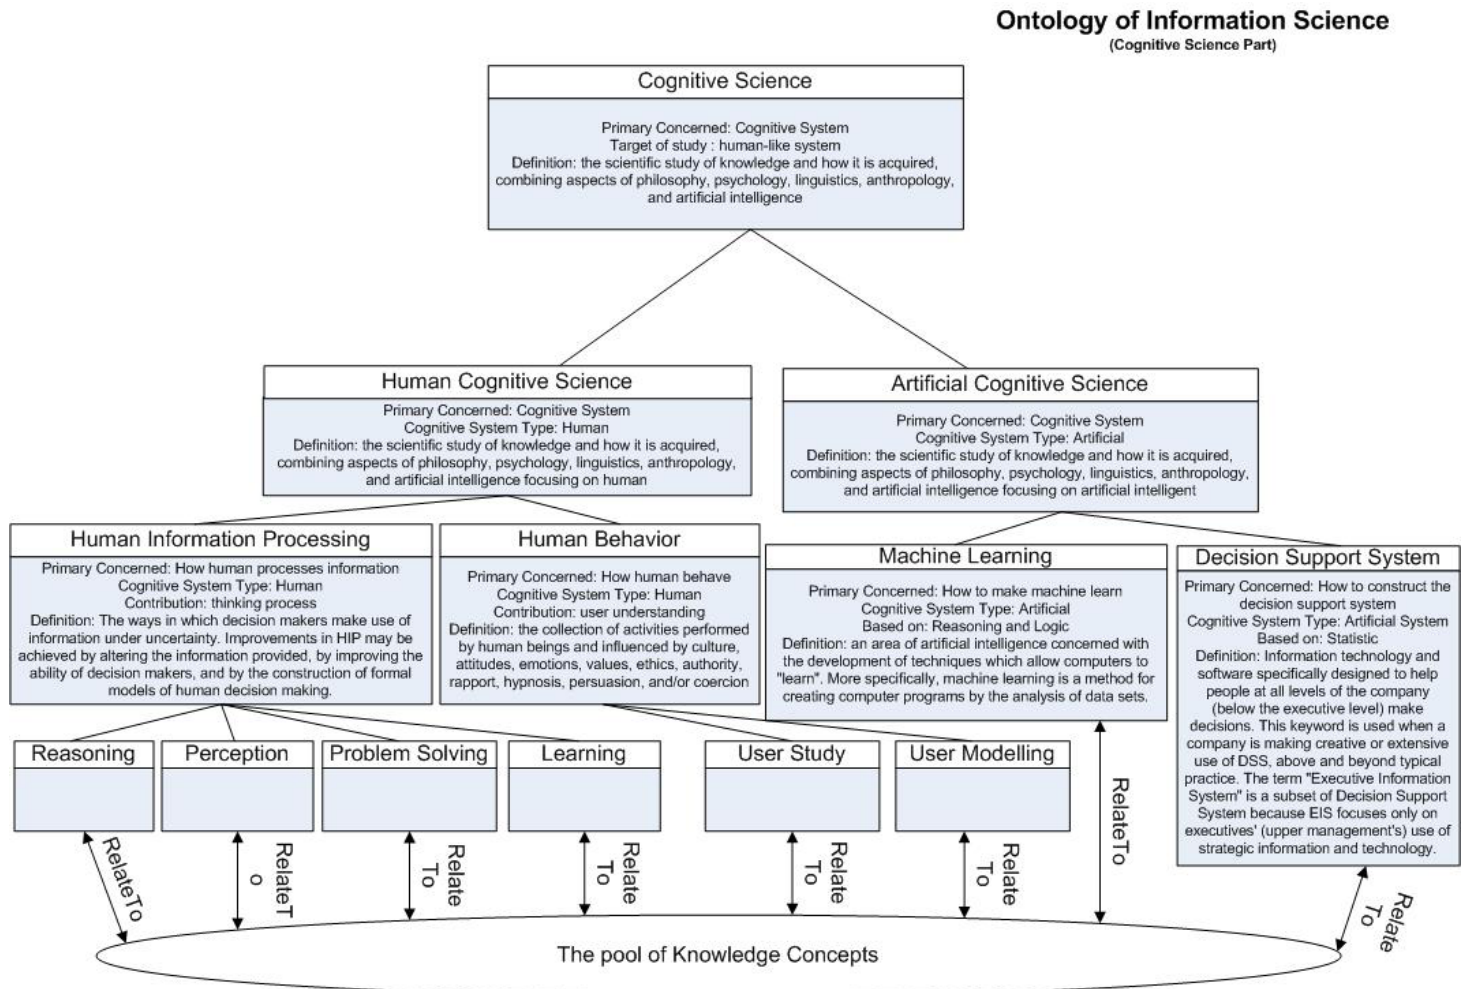 Ontology of Information Science
(Cognitive Science Part)
Cognitive Science
Primary Concerned: Cognitive System
Target of study : human-like system
Definition: the scientific study of knowledge and how it is acquired,
combining aspects of philosophy, psychology, linguistics, anthropology,
and artificial intelligence
Human Cognitive Science
Primary Concerned: Cognitive System
Cognitive System Type: Human
Definition: the scientific study of knowledge and how it is acquired,
combining aspects of philosophy, psychology, linguistics, anthropology,
and artificial intelligence focusing on human
Artificial Cognitive Science
Primary Concerned: Cognitive System
Cognitive System Type: Artificial
Definition: the scientific study of knowledge and how it is acquired,
combining aspects of philosophy, psychology, linguistics, anthropology,
and artificial intelligence focusing on artificial intelligent
Human Information Processing
Primary Concerned: How human processes information
Cognitive System Type: Human
Contribution: thinking process
Definition: The ways in which decision makers make use of
information under uncertainty. Improvements in HIP may be
achieved by altering the information provided, by improving the
ability of decision makers, and by the construction of formal
models of human decision making.
Human Behavior
Primary Concerned: How human behave
Cognitive System Type: Human
Contribution: user understanding
Definition: the collection of activities performed
by human beings and influenced by culture,
attitudes, emotions, values, ethics, authority,
rapport, hypnosis, persuasion, and/or coercion
Machine Learning
Primary Concerned: How to make machine learn
Cognitive System Type: Artificial
Based on: Reasoning and Logic
Definition: an area of artificial intelligence concerned with
the development of techniques which allow computers to
"learn". More specifically, machine learning is a method for
creating computer programs by the analysis of data sets.
Decision Support System
Primary Concerned: How to construct the
decision support system
Cognitive System Type: Artificial System
Based on: Statistic
Definition: Information technology and
software specifically designed to help
people at all levels of the company
(below the executive level) make
decisions. This keyword is used when a
company is making creative or extensive
use of DSS, above and beyond typical
practice. The term "Executive Information
System" is a subset of Decision Support
System because EIS focuses only on
executives' (upper management's) use of
strategic information and technology.
Reasoning
Perception
Problem Solving
Learning
User Study
User Modelling
RelateTo
RelateT
o
Relate
To
Relate
To
Relate
To
Relate
To
RelateTo
Relate
To
The pool of Knowledge Concepts